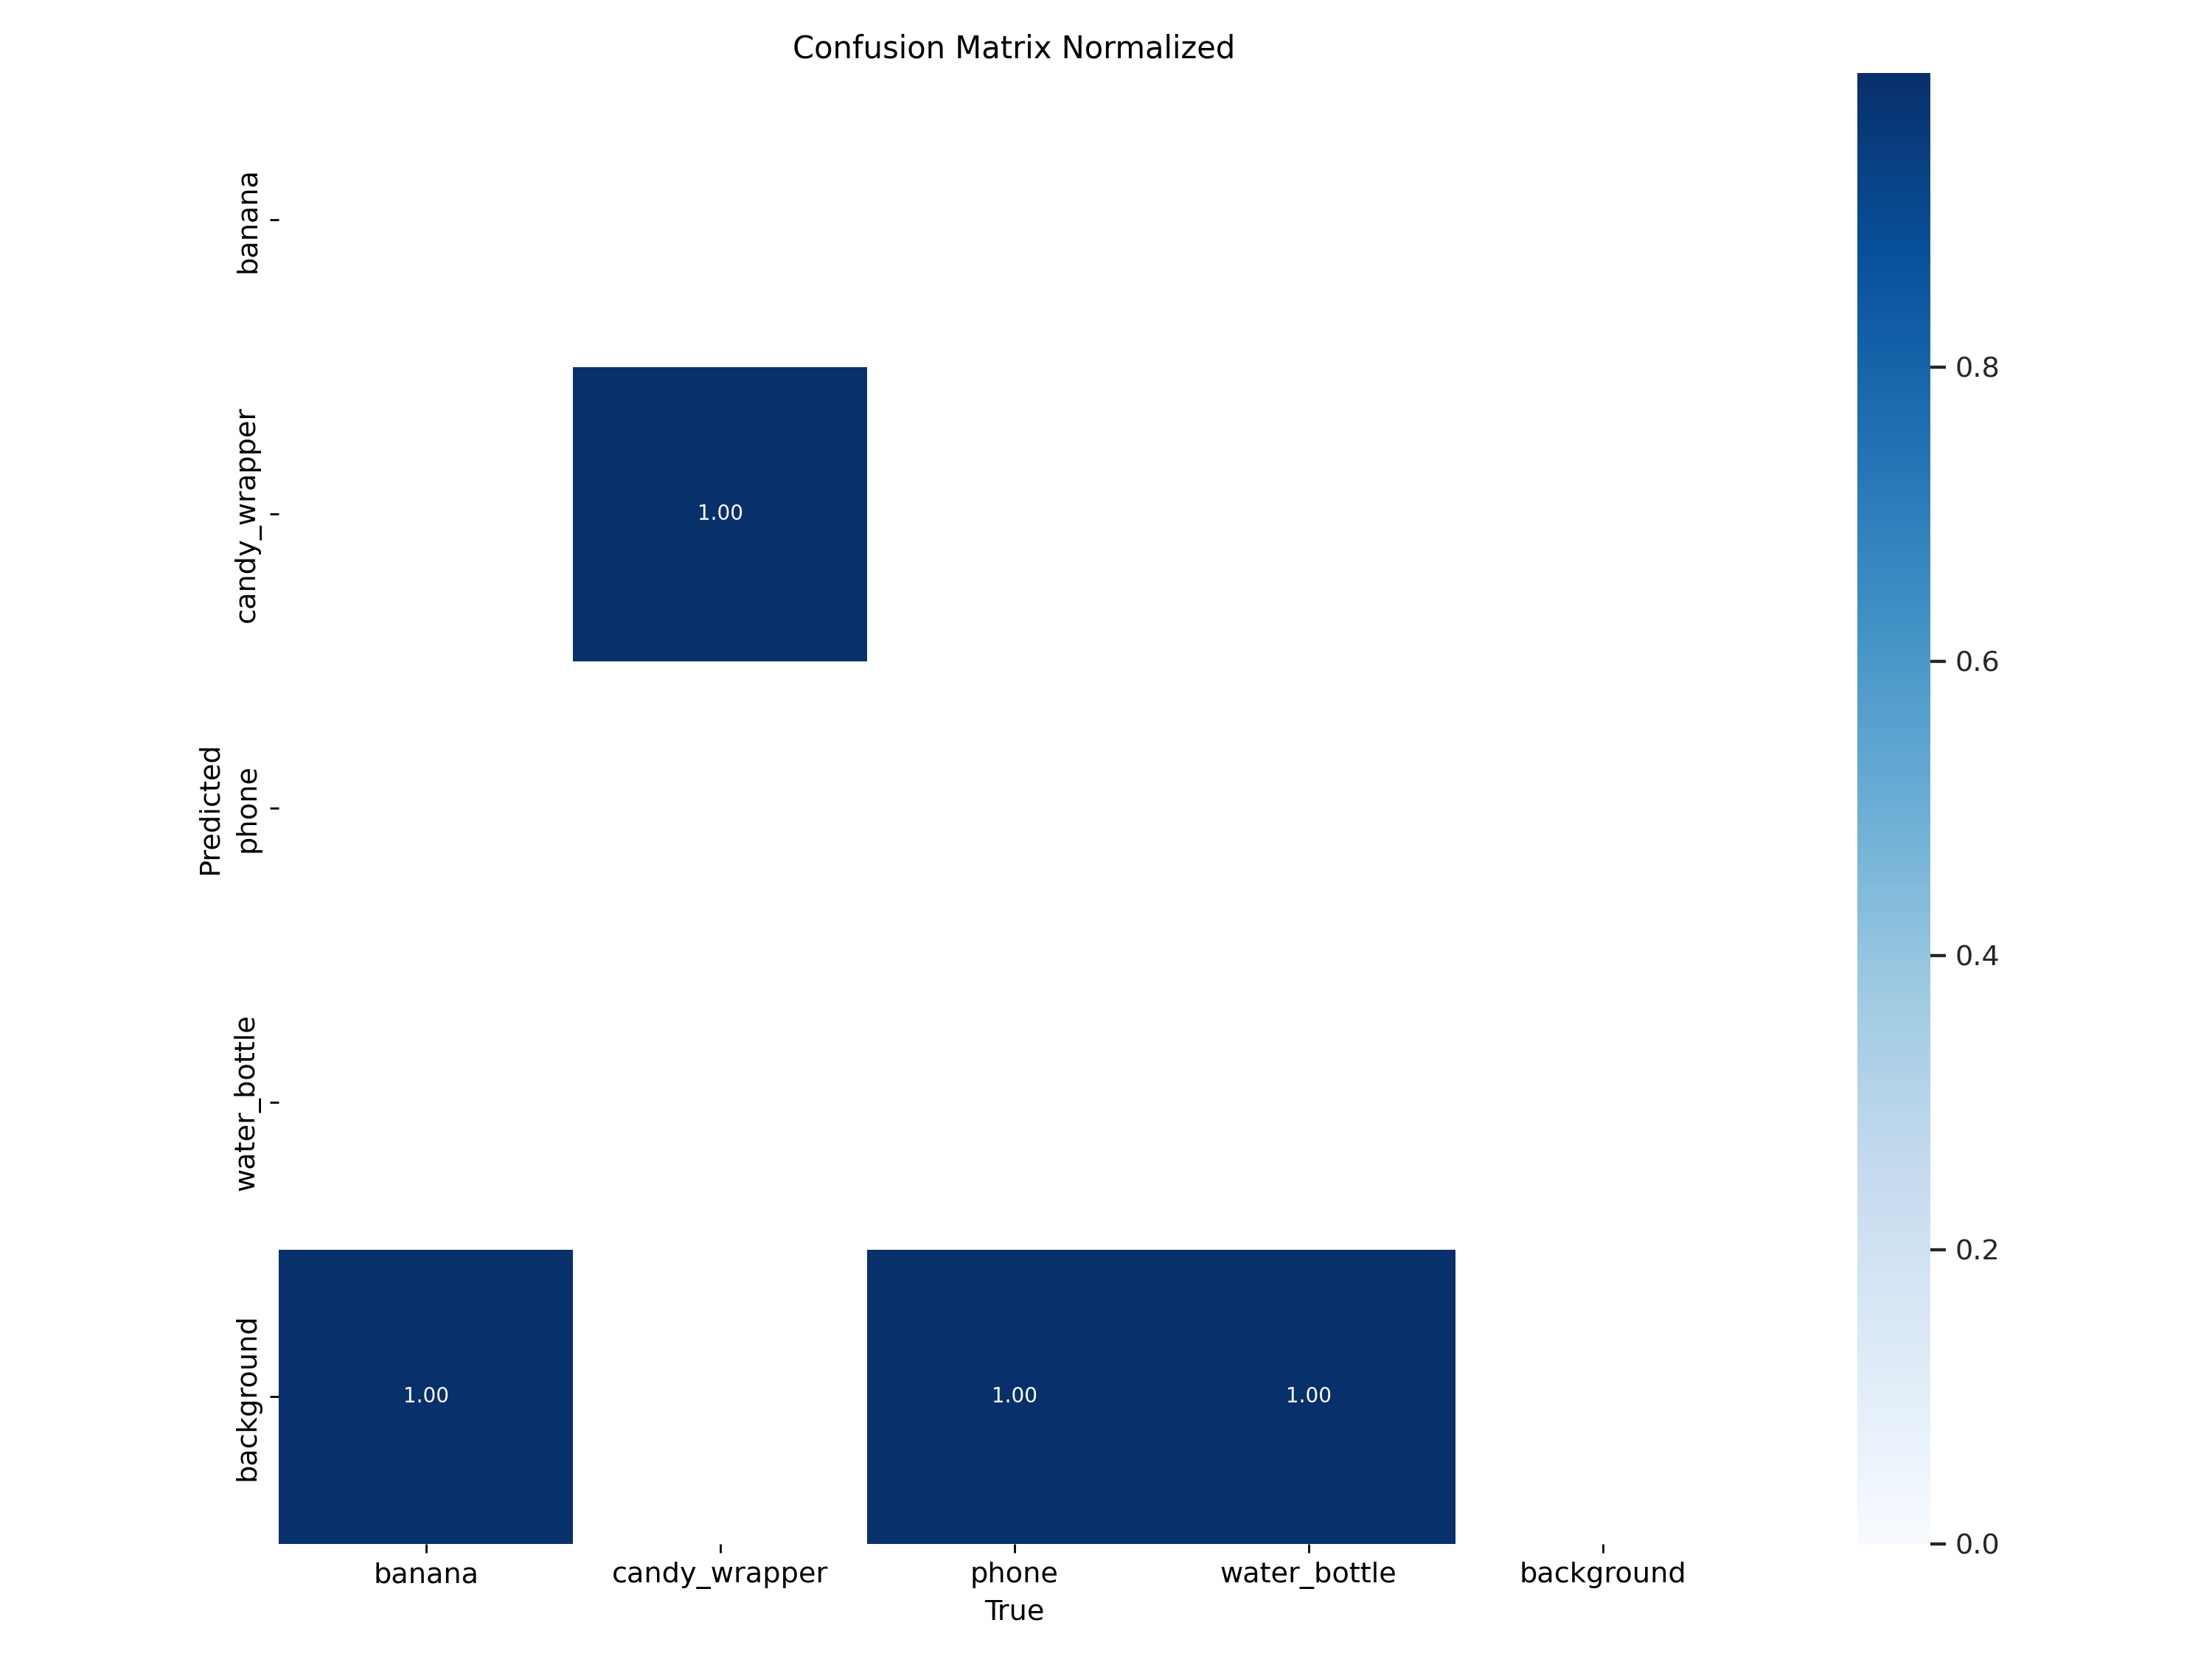 Confusion Matrix Normalized
Predicted
banana
candy_wrapper
phone
water_bottle
background
1.00
1.00
1.00
1.00
banana
candy_wrapper
phone
water_bottle
background
True
0.8
0.6
0.4
0.2
0.0